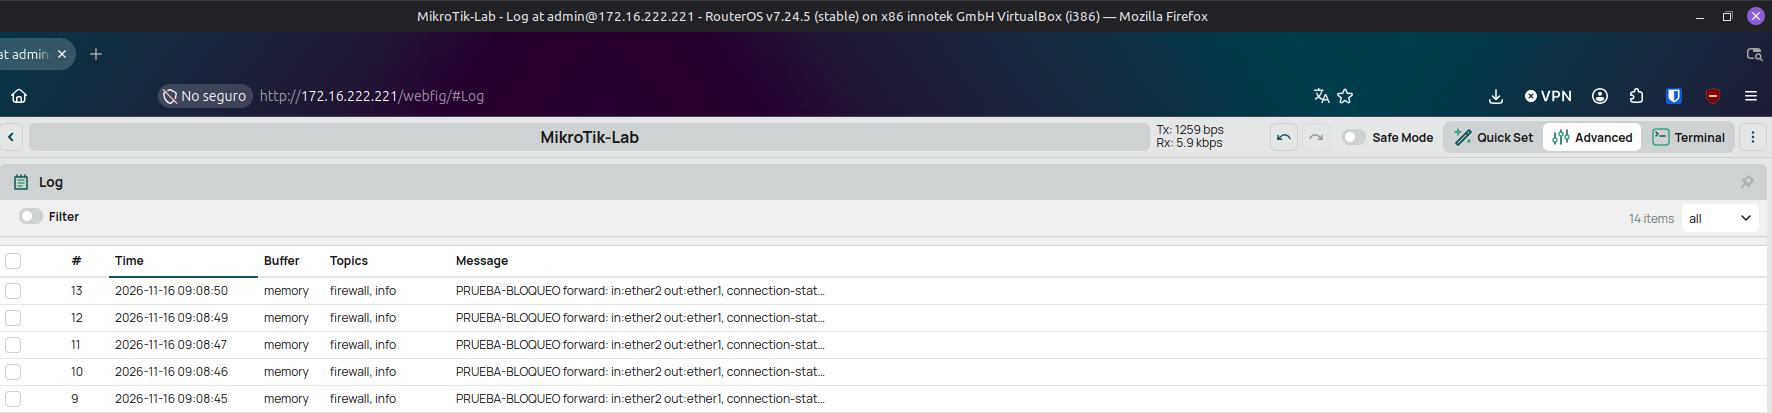 MikroTik-Lab - Log at admin@172.16.222.221 - RouterOS v7.24.5 (stable) on x86 innotek GmbH VirtualBox (i386) — Mozilla Firefox
at admin
No seguro http://172.16.222.221/webfig/#Log VPN
MikroTik-Lab Tx: 1259 bps Rx: 5.9 kbps Safe Mode Quick Set Advanced Terminal
Log
Filter 14 items all
# Time Buffer Topics Message
13 2026-11-16 09:08:50 memory firewall, info PRUEBA-BLOQUEO forward: in:ether2 out:ether1, connection-stat...
12 2026-11-16 09:08:49 memory firewall, info PRUEBA-BLOQUEO forward: in:ether2 out:ether1, connection-stat...
11 2026-11-16 09:08:47 memory firewall, info PRUEBA-BLOQUEO forward: in:ether2 out:ether1, connection-stat...
10 2026-11-16 09:08:46 memory firewall, info PRUEBA-BLOQUEO forward: in:ether2 out:ether1, connection-stat...
9 2026-11-16 09:08:45 memory firewall, info PRUEBA-BLOQUEO forward: in:ether2 out:ether1, connection-stat...